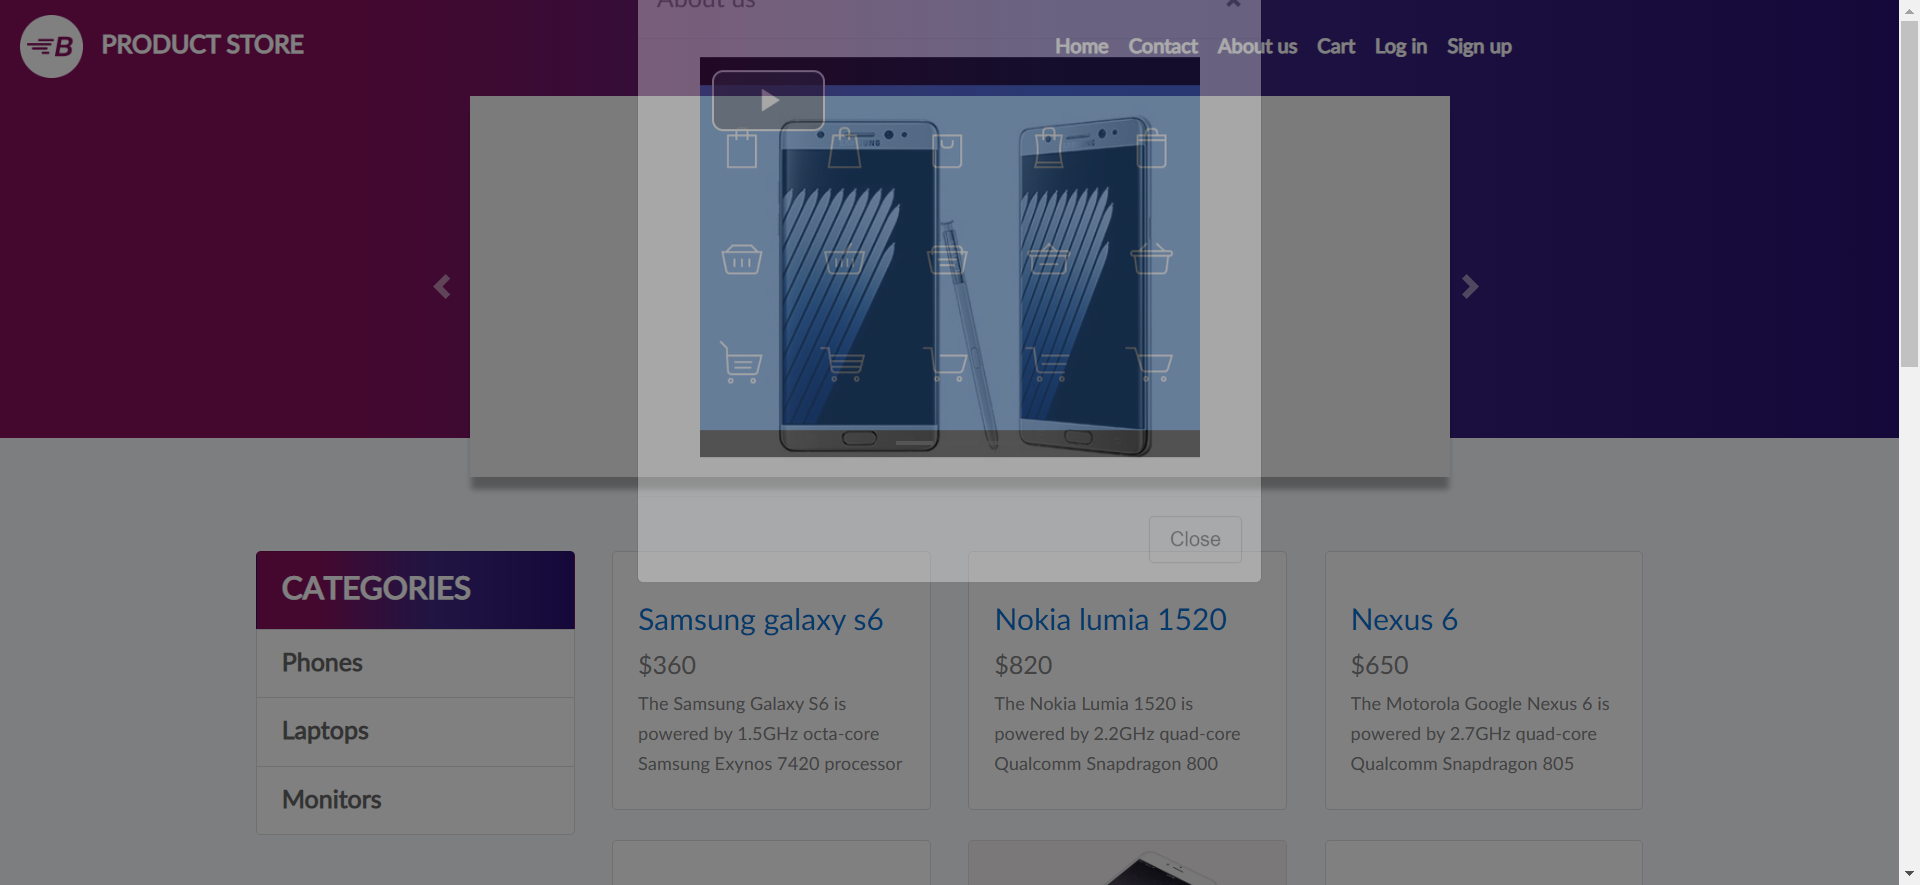 About us
×
B PRODUCT STORE
Home Contact About us Cart Log in Sign up
Close
CATEGORIES
Phones
Laptops
Monitors
Samsung galaxy s6
$360
The Samsung Galaxy S6 is
powered by 1.5GHz octa-core
Samsung Exynos 7420 processor
Nokia lumia 1520
$820
The Nokia Lumia 1520 is
powered by 2.2GHz quad-core
Qualcomm Snapdragon 800
Nexus 6
$650
The Motorola Google Nexus 6 is
powered by 2.7GHz quad-core
Qualcomm Snapdragon 805